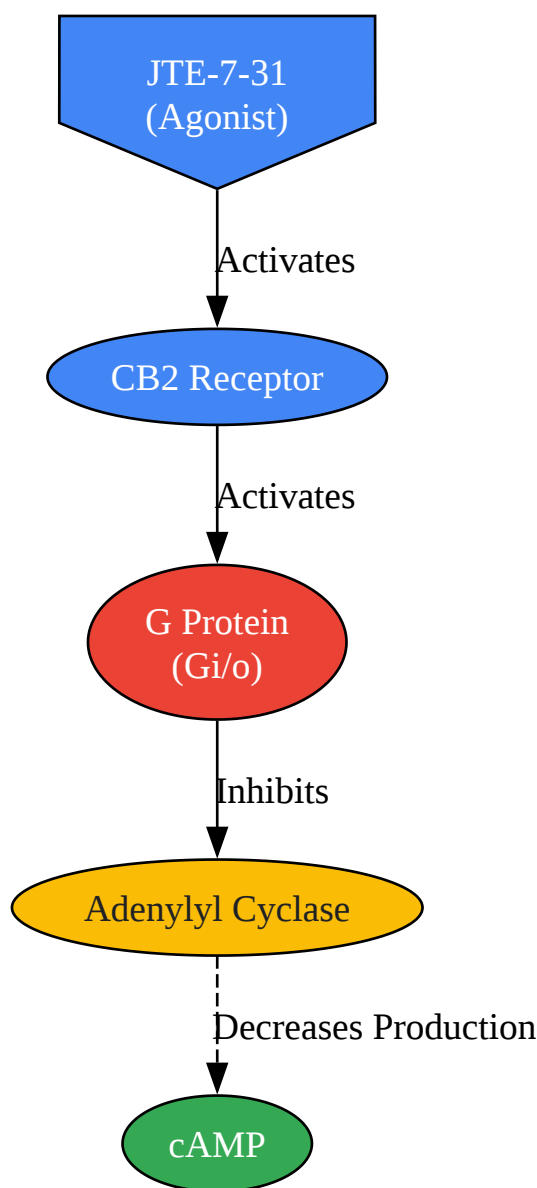 JTE-7-31
(Agonist)
Activates
CB2 Receptor
Activates
G Protein
(Gi/o)
Inhibits
Adenylyl Cyclase
Decreases Production
cAMP